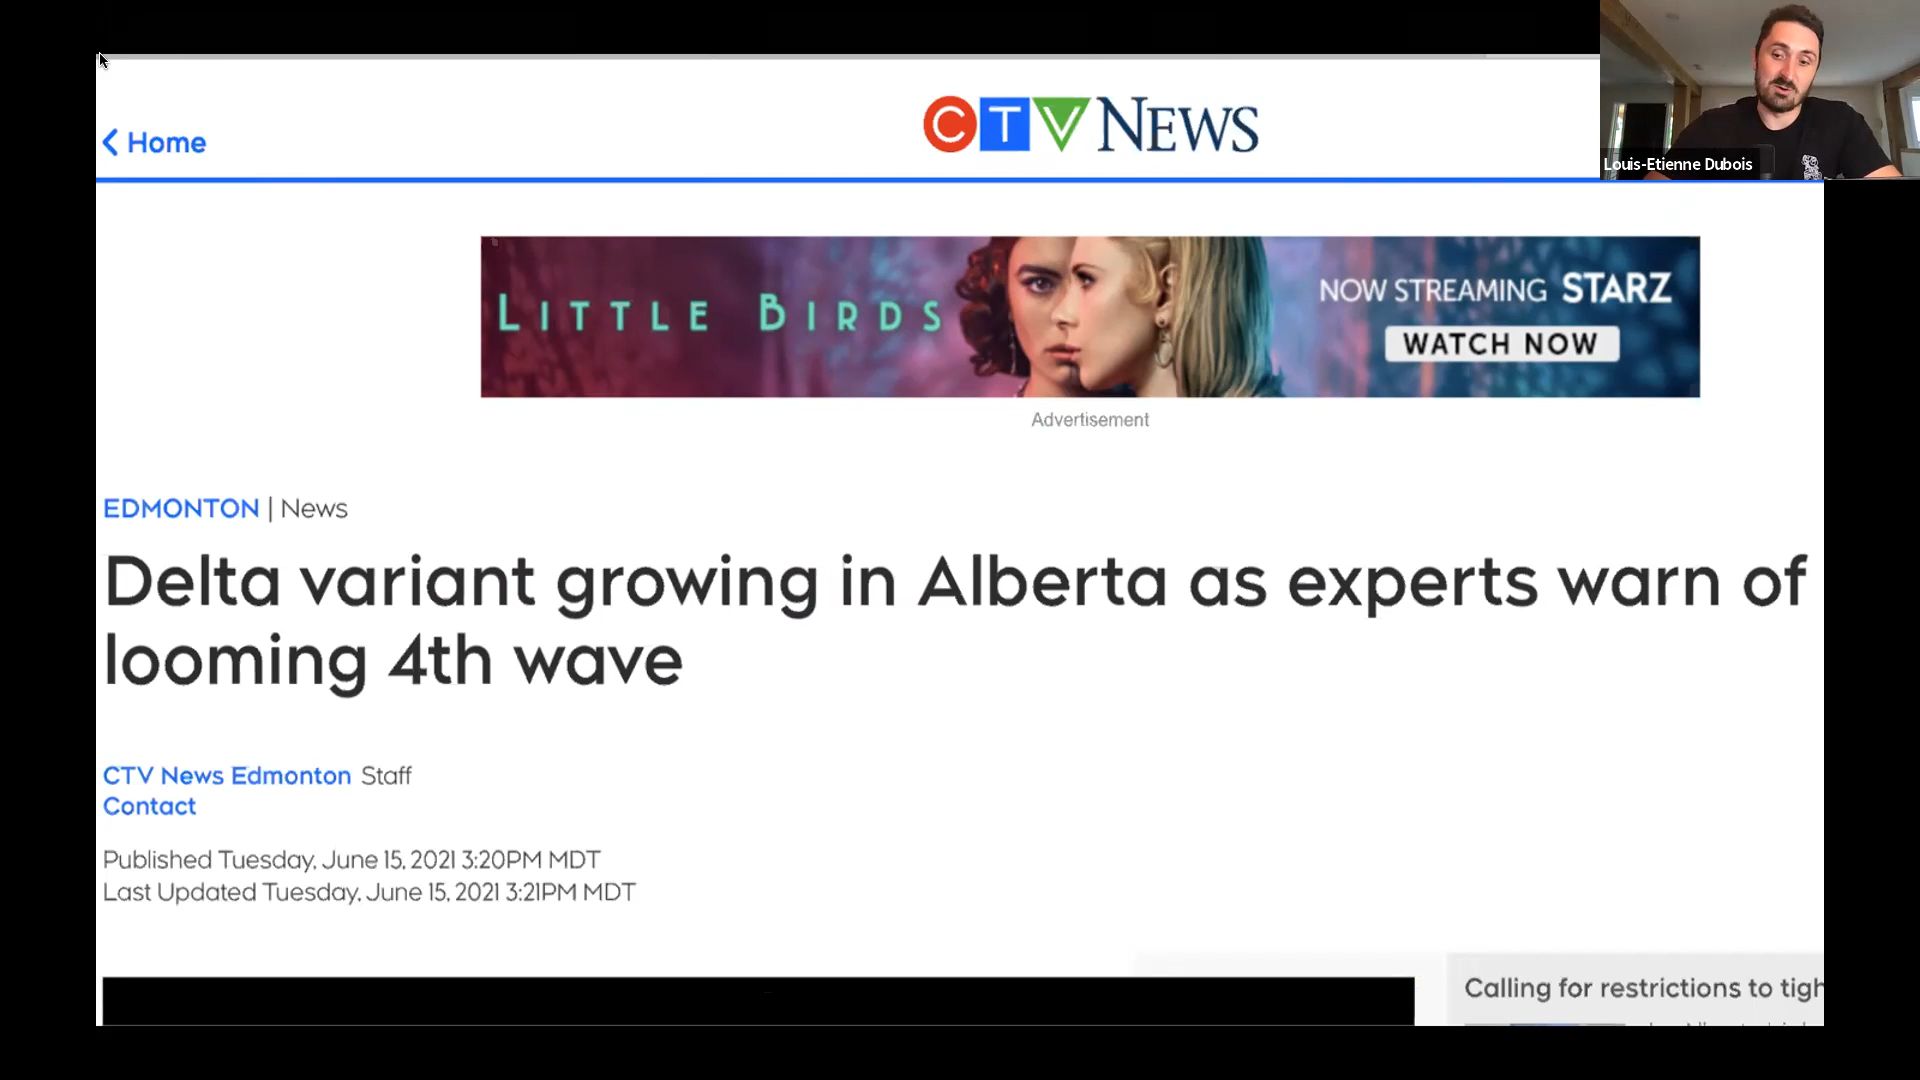 Home
CTV NEWS
Louis-Etienne Dubois
LITTLE BIRDS
NOW STREAMING STARZ
WATCH NOW
Advertisement
EDMONTON | News
Delta variant growing in Alberta as experts warn of
looming 4th wave
CTV News Edmonton Staff
Contact
Published Tuesday, June 15, 2021 3:20PM MDT
Last Updated Tuesday, June 15, 2021 3:21PM MDT
Calling for restrictions to tigh